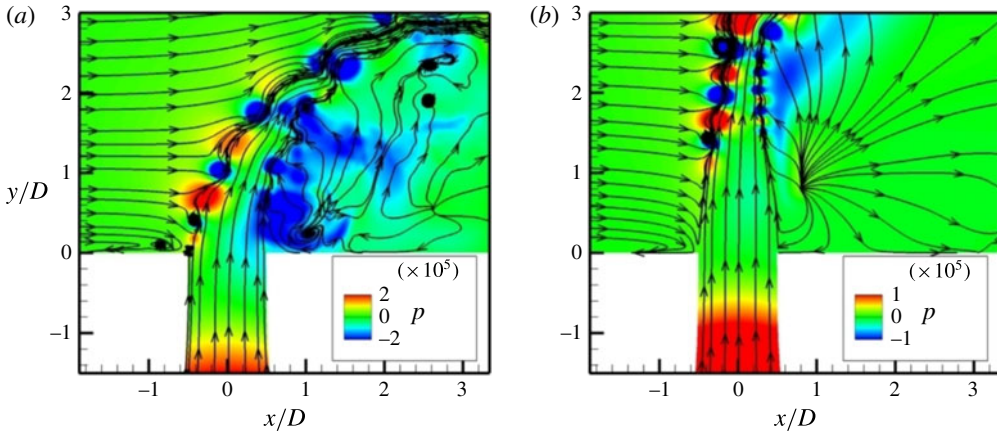 (a) (b)
3 3
2 2
1 1
y/D
0 0
(×10⁵) (×10⁵)
2 1
0 p 0 p
−1 −2 −1 −1
−1 0 1 2 3 −1 0 1 2 3
x/D x/D